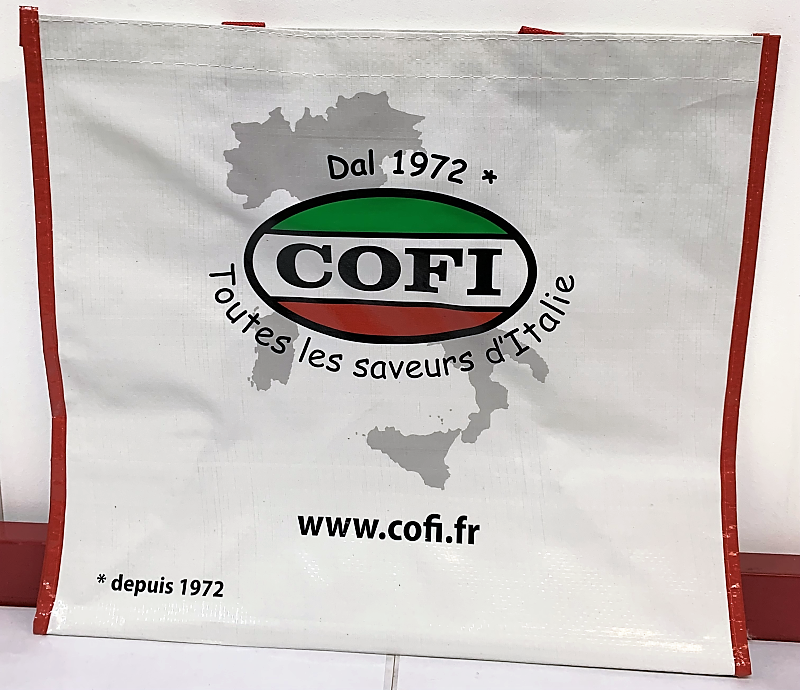 Dal 1972 *
COFI
Toutes les saveurs d'Italie
www.cofi.fr
* depuis 1972